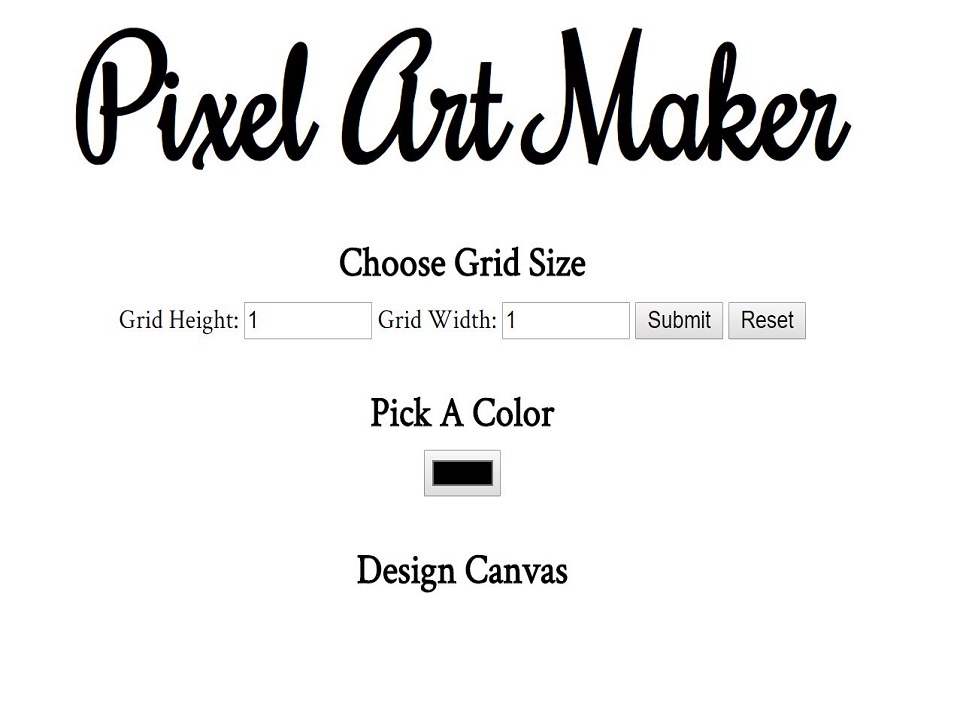 Pixel Art Maker
Choose Grid Size
Grid Height: 1 Grid Width: 1 Submit Reset
Pick A Color
Design Canvas